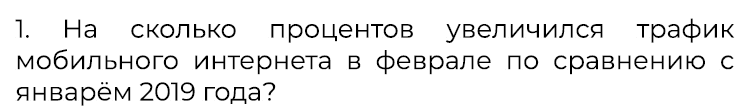 1. На сколько процентов увеличился трафик
мобильного интернета в феврале по сравнению с
январём 2019 года?